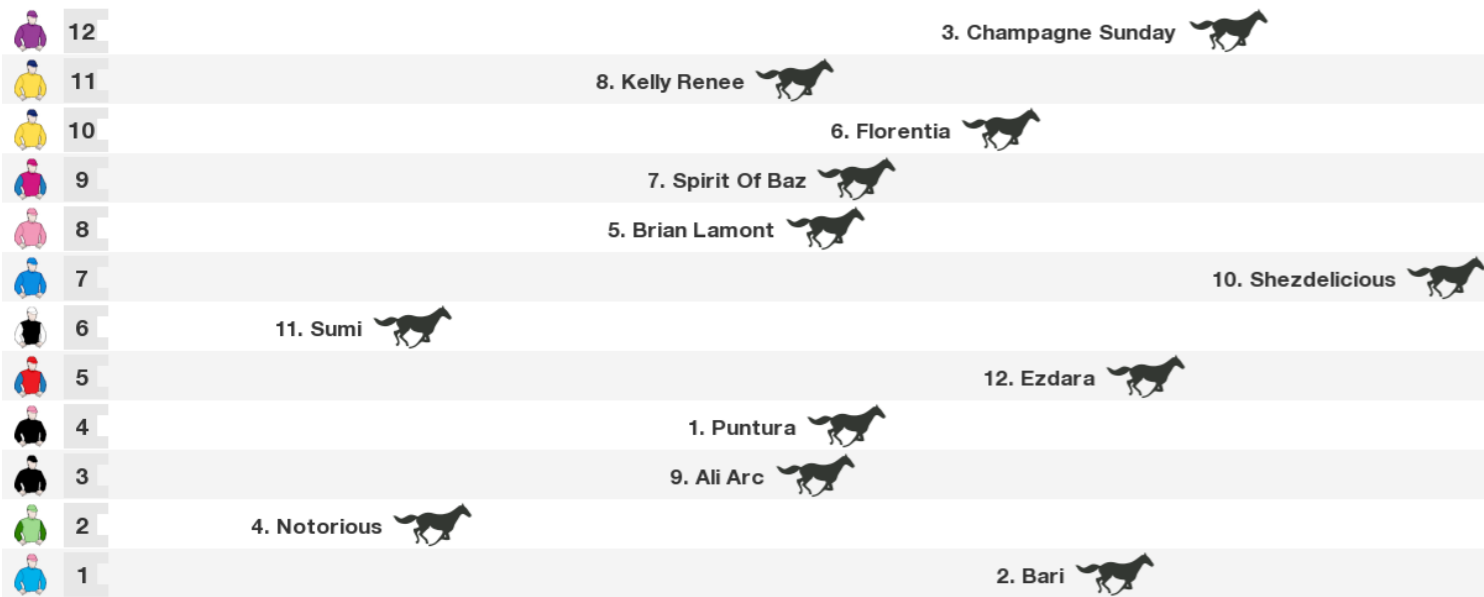 12 3. Champagne Sunday
11 8. Kelly Renee
10 6. Florentia
9 7. Spirit Of Baz
8 5. Brian Lamont
7 10. Shezdelicious
6 11. Sumi
5 12. Ezdara
4 1. Puntura
3 9. Ali Arc
2 4. Notorious
1 2. Bari